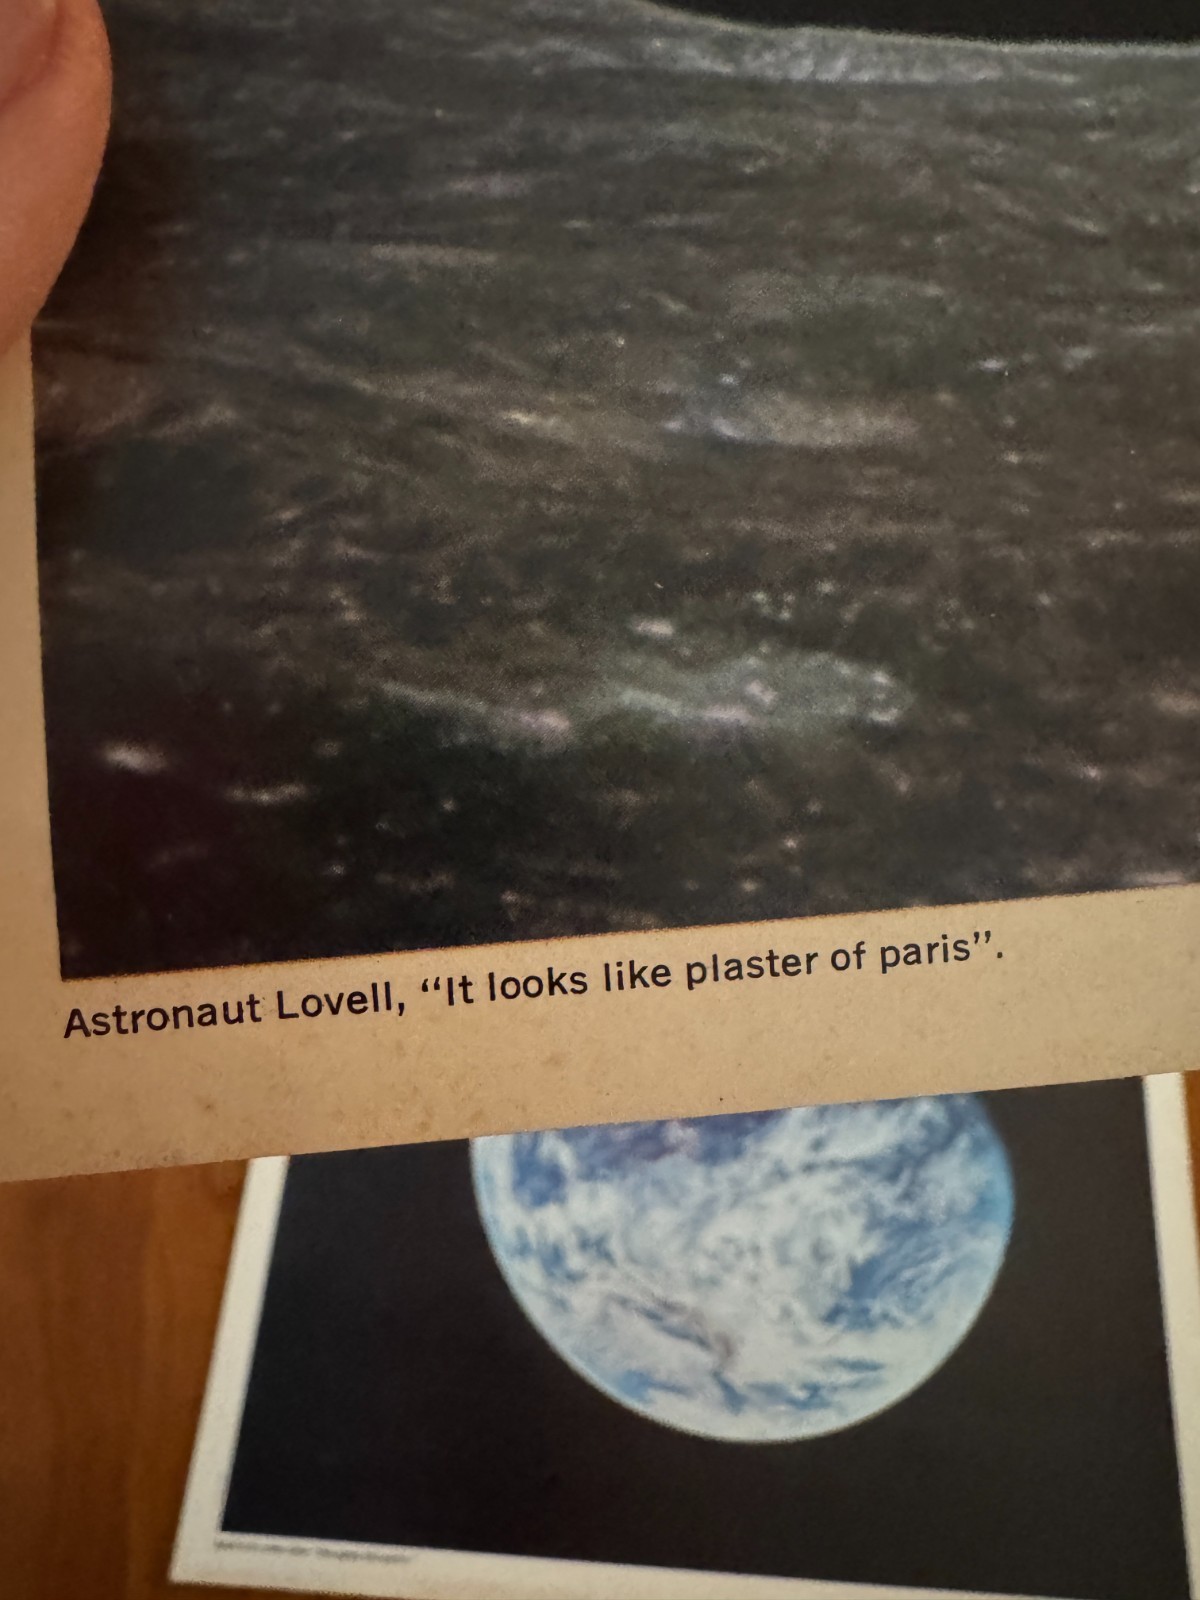 Astronaut Lovell, “It looks like plaster of paris”.